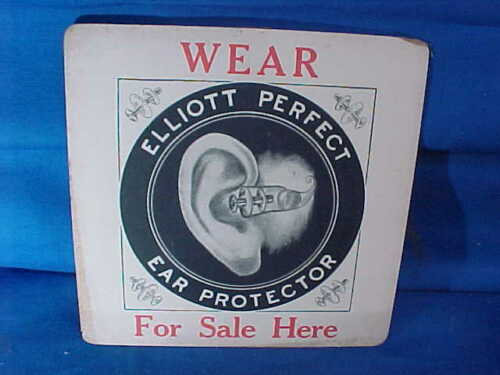 WEAR
ELLIOTT PERFECT
EAR PROTECTOR
For Sale Here